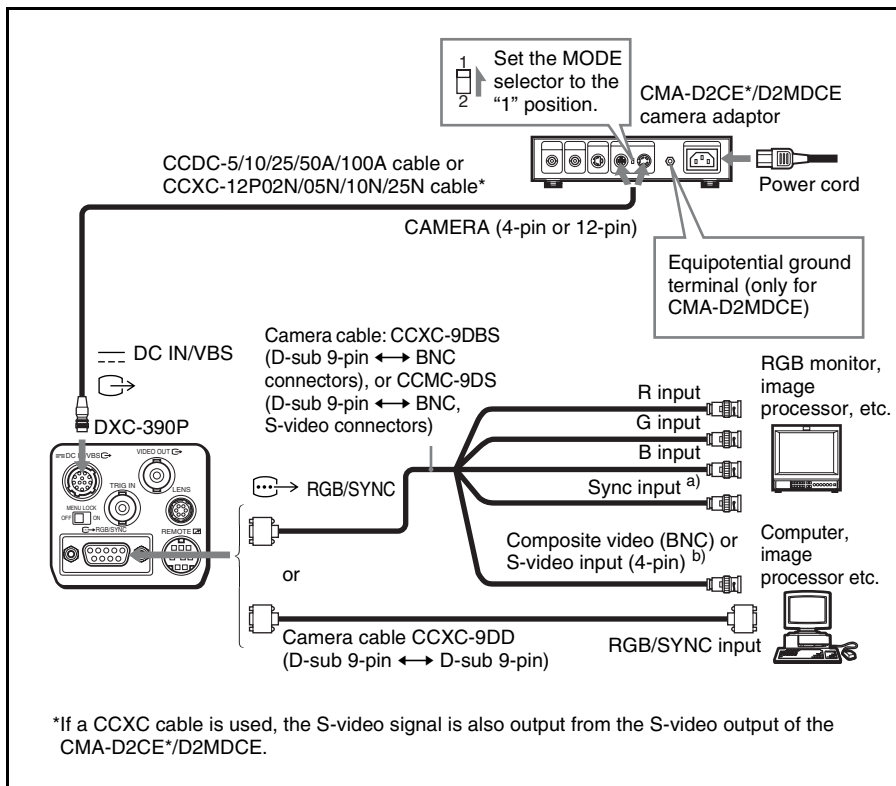 1
2
Set the MODE
selector to the
“1” position.
CMA-D2CE*/D2MDCE
camera adaptor
CCDC-5/10/25/50A/100A cable or
CCXC-12P02N/05N/10N/25N cable*
Power cord
CAMERA (4-pin or 12-pin)
Equipotential ground
terminal (only for
CMA-D2MDCE)
DC IN/VBS
Camera cable: CCXC-9DBS
(D-sub 9-pin ↔ BNC
connectors), or CCMC-9DS
(D-sub 9-pin ↔ BNC,
S-video connectors)
RGB monitor,
image
processor, etc.
R input
G input
B input
Sync input a)
DXC-390P
DC IN/VBS
VIDEO OUT
TRIG IN
LENS
MENU LOCK
OFF ON
RGB/SYNC
REMOTE
RGB/SYNC
Composite video (BNC) or
S-video input (4-pin) b)
Computer,
image
processor etc.
or
Camera cable CCXC-9DD
(D-sub 9-pin ↔ D-sub 9-pin)
RGB/SYNC input
*If a CCXC cable is used, the S-video signal is also output from the S-video output of the
CMA-D2CE*/D2MDCE.